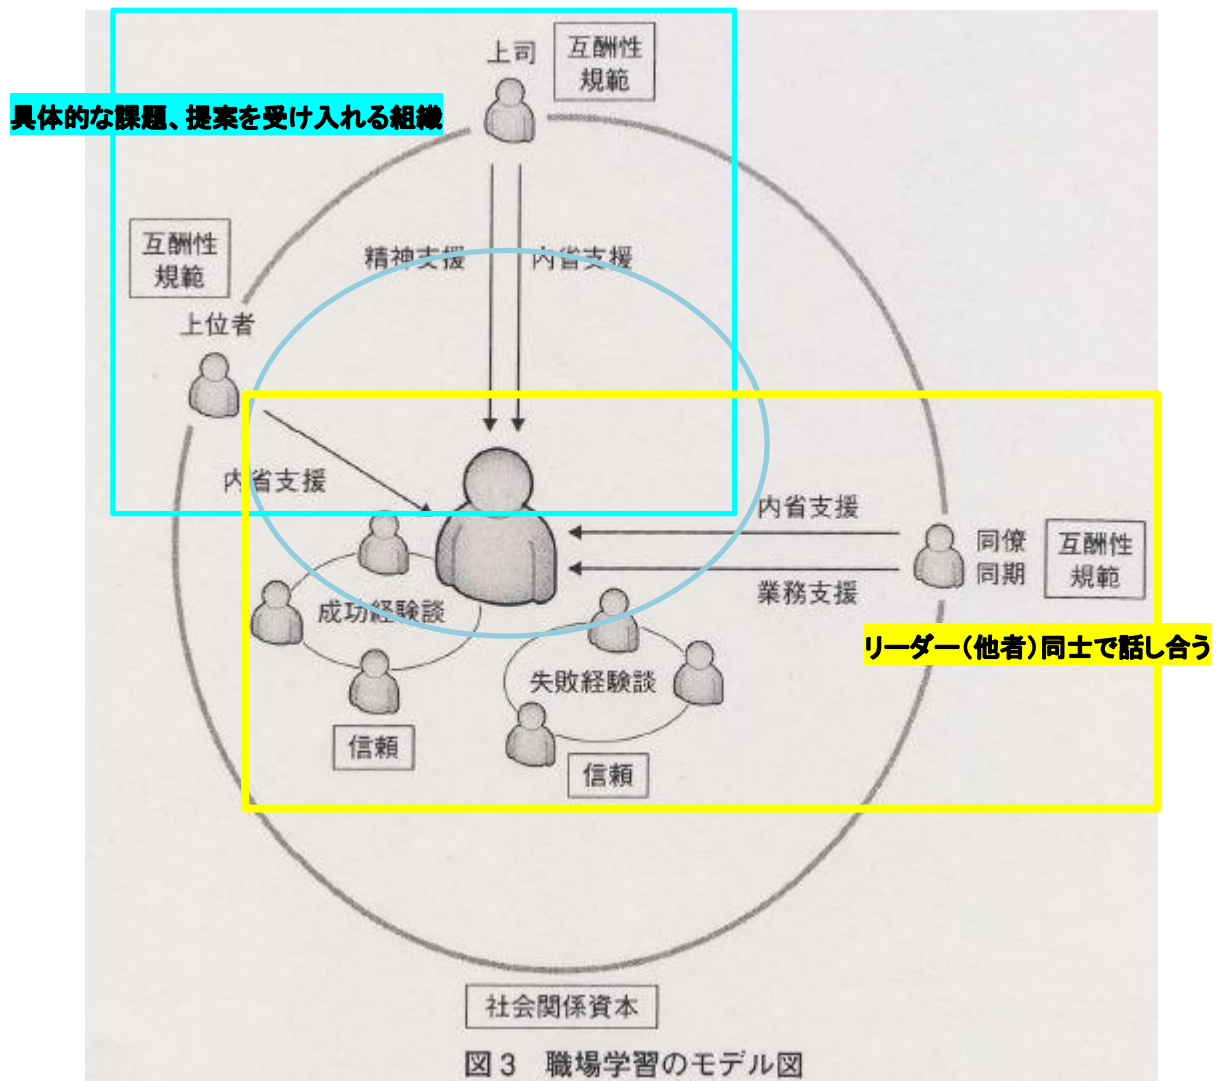 上司
互酬性
規範
具体的な課題、提案を受け入れる組織
互酬性
規範
上位者
精神支援
内省支援
内省支援
内省支援
業務支援
同僚
同期
互酬性
規範
成功経験談
信頼
リーダー(他者)同士で話し合う
失敗経験談
信頼
社会関係資本
図3 職場学習のモデル図